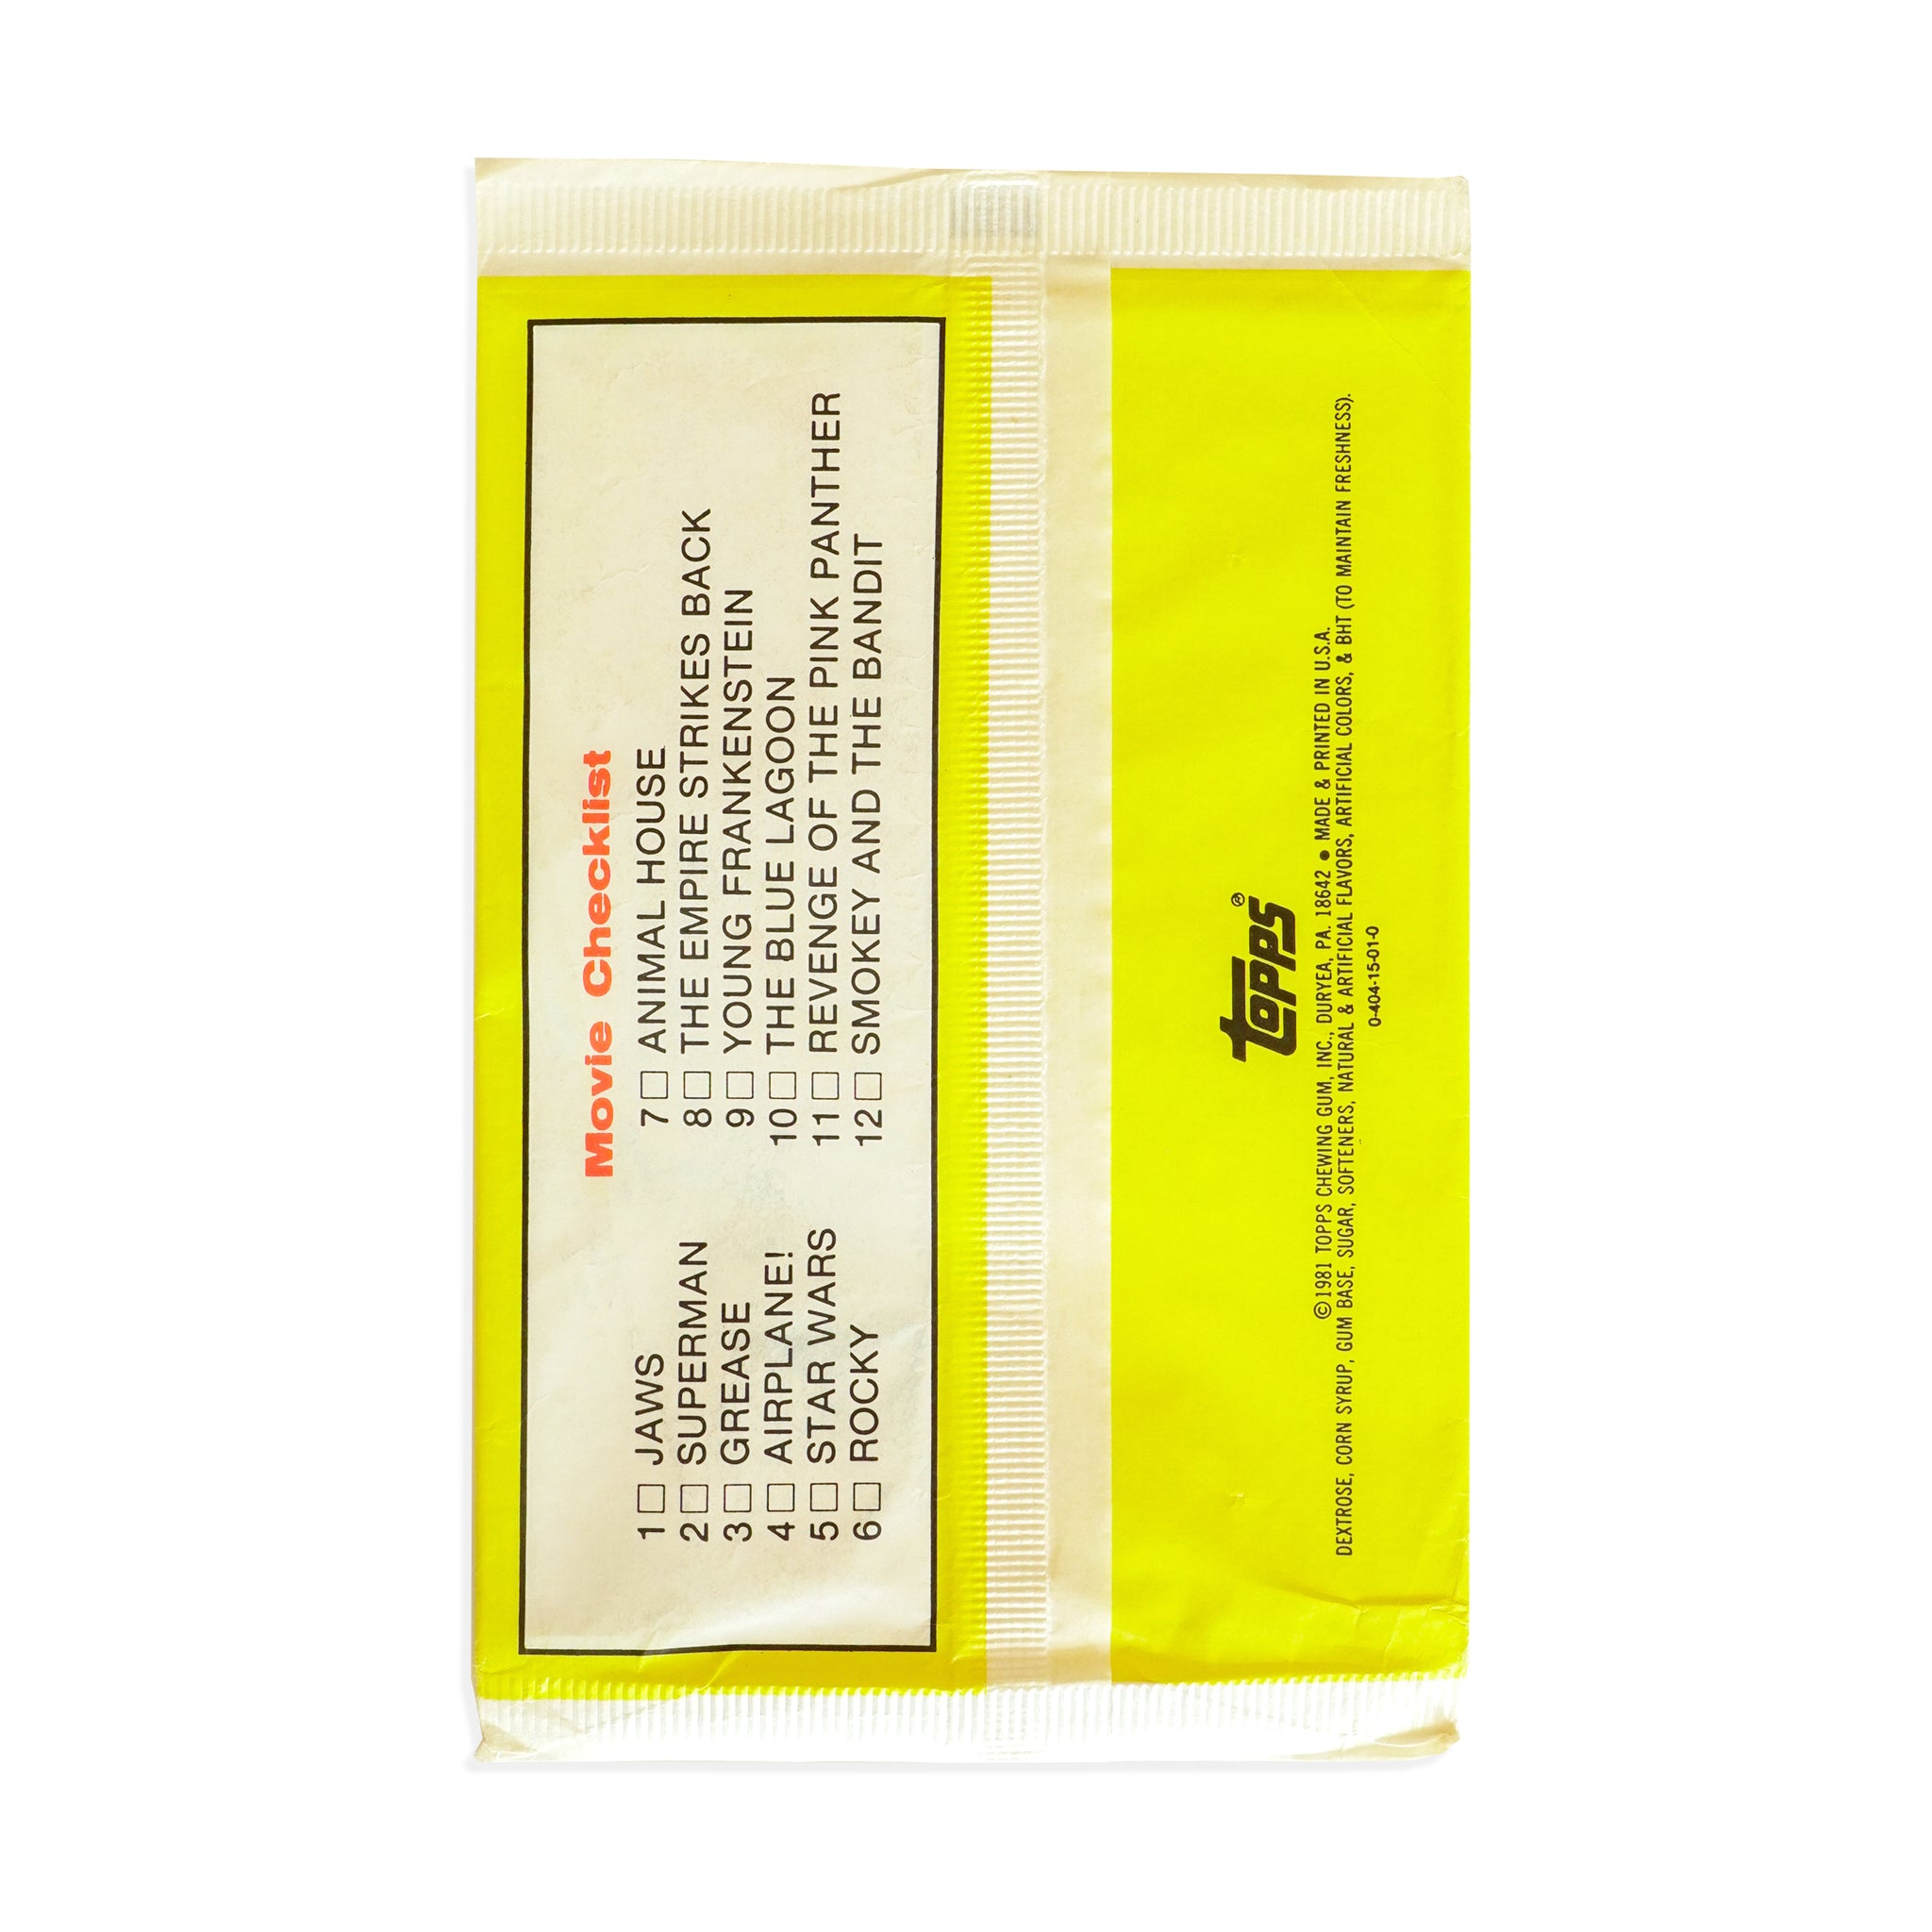 Movie Checklist
1 □ JAWS
2 □ SUPERMAN
3 □ GREASE
4 □ AIRPLANE!
5 □ STAR WARS
6 □ ROCKY
7 □ ANIMAL HOUSE
8 □ THE EMPIRE STRIKES BACK
9 □ YOUNG FRANKENSTEIN
10 □ THE BLUE LAGOON
11 □ REVENGE OF THE PINK PANTHER
12 □ SMOKEY AND THE BANDIT
topps®
©1981 TOPPS CHEWING GUM, INC., DURYEA, PA. 18642 ● MADE & PRINTED IN U.S.A.
DEXTROSE, CORN SYRUP, GUM BASE, SUGAR, SOFTENERS, NATURAL & ARTIFICIAL FLAVORS, ARTIFICIAL COLORS, & BHT (TO MAINTAIN FRESHNESS).
0-404-15-01-0